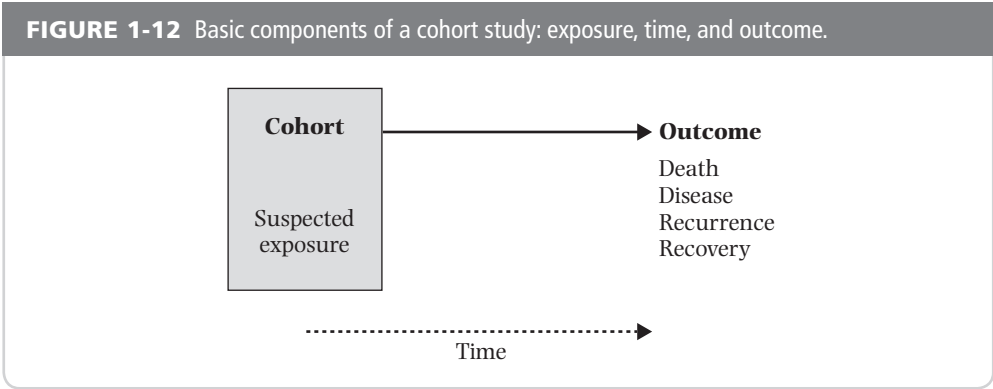 FIGURE 1-12 Basic components of a cohort study: exposure, time, and outcome.
Cohort
Suspected
exposure
Outcome
Death
Disease
Recurrence
Recovery
Time